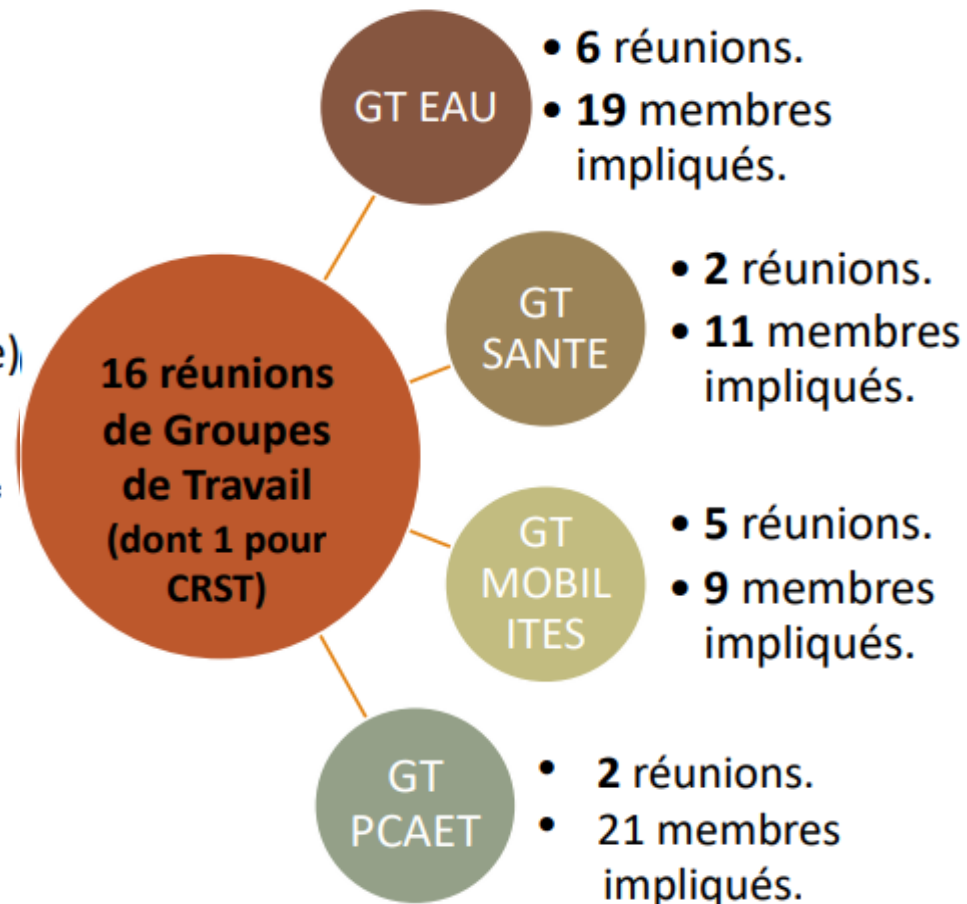 GT EAU
• 6 réunions.
• 19 membres
impliqués.
GT
SANTE
• 2 réunions.
• 11 membres
impliqués.
é)
16 réunions
de Groupes
de Travail
(dont 1 pour
CRST)
GT
MOBIL
ITES
• 5 réunions.
• 9 membres
impliqués.
GT
PCAET
• 2 réunions.
• 21 membres
impliqués.